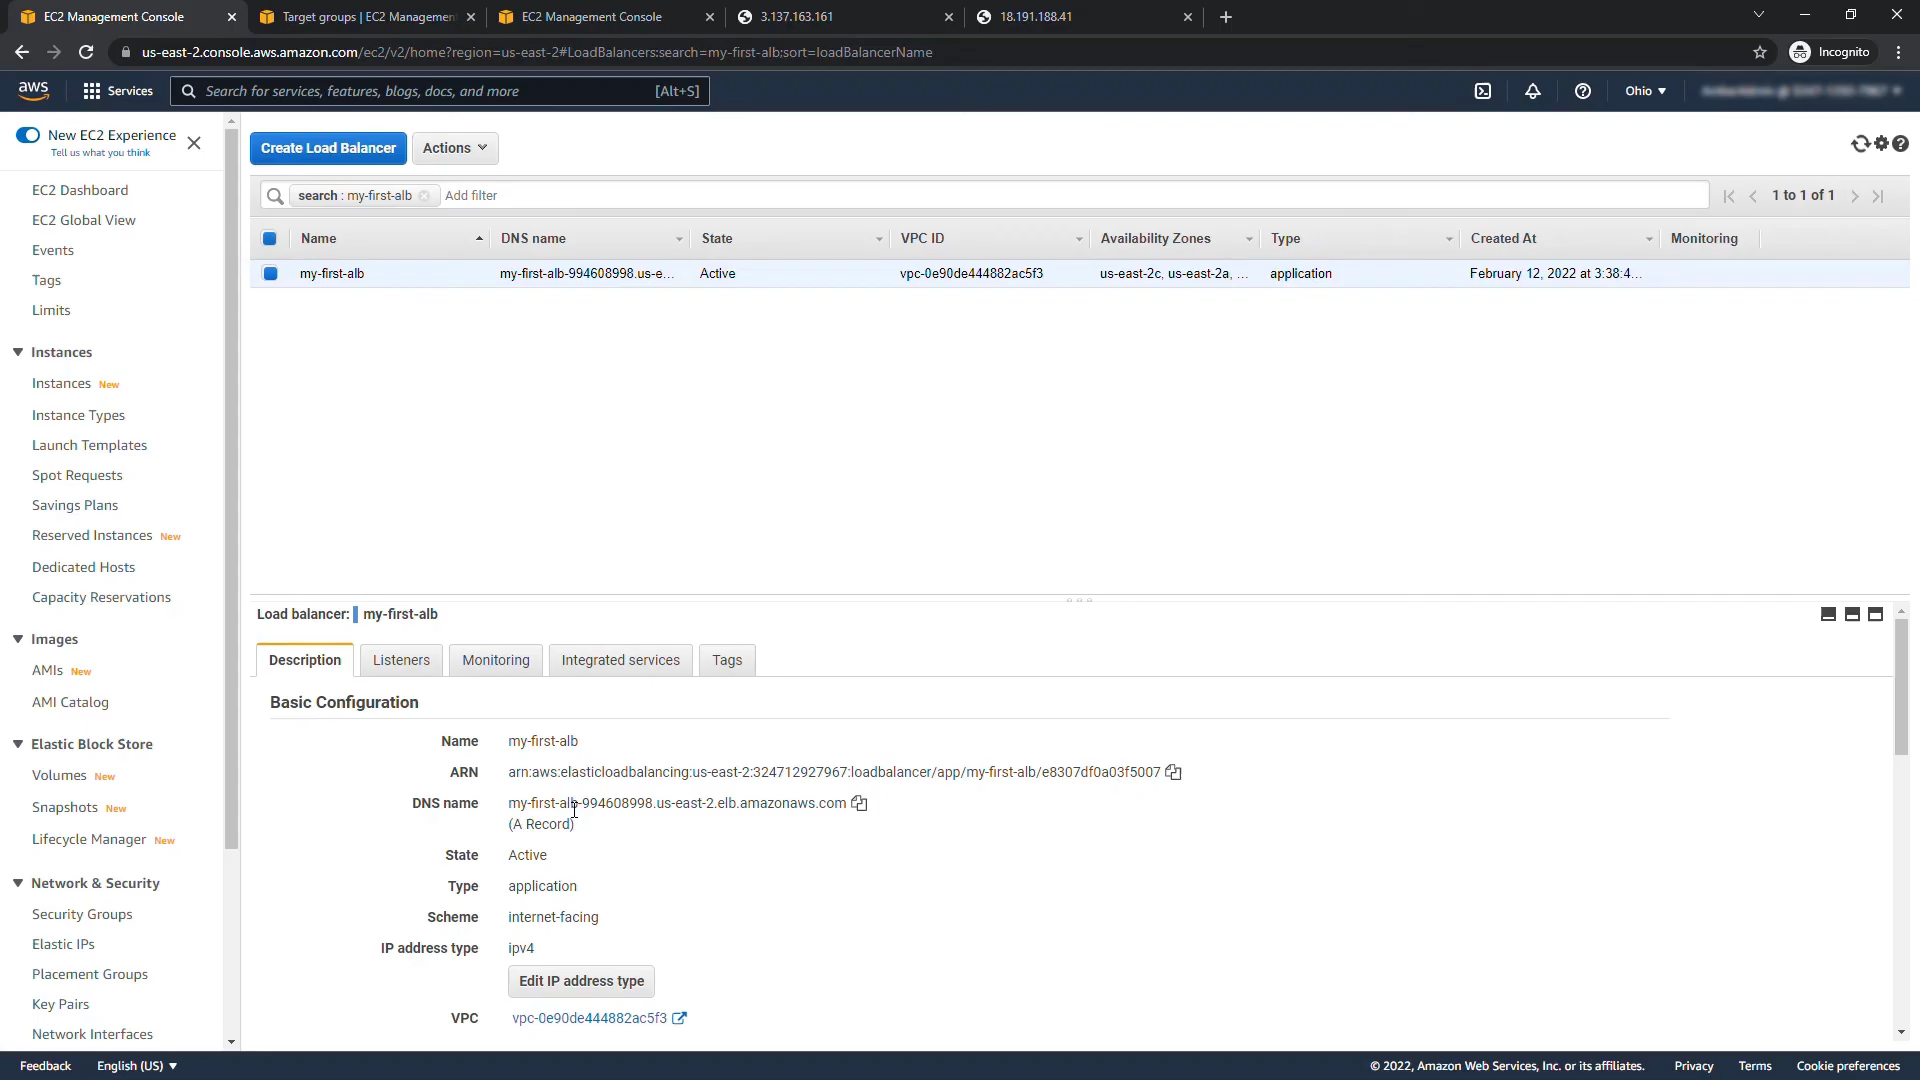 EC2 Management Console
Target groups | EC2 Management
EC2 Management Console
3.137.163.161
18.191.188.41
us-east-2.console.aws.amazon.com/ec2/v2/home?region=us-east-2#LoadBalancers:search=my-first-alb;sort=loadBalancerName
Incognito
aws
Services
Search for services, features, blogs, docs, and more
[Alt+S]
Ohio
New EC2 Experience
Tell us what you think
EC2 Dashboard
EC2 Global View
Events
Tags
Limits
Instances
Instances New
Instance Types
Launch Templates
Spot Requests
Savings Plans
Reserved Instances New
Dedicated Hosts
Capacity Reservations
Images
AMIs New
AMI Catalog
Elastic Block Store
Volumes New
Snapshots New
Lifecycle Manager New
Network & Security
Security Groups
Elastic IPs
Placement Groups
Key Pairs
Network Interfaces
Create Load Balancer
Actions
search : my-first-alb
Add filter
1 to 1 of 1
Name DNS name State VPC ID Availability Zones Type Created At Monitoring
my-first-alb my-first-alb-994608998.us-e... Active vpc-0e90de444882ac5f3 us-east-2c, us-east-2a, ... application February 12, 2022 at 3:38:4...
Load balancer: my-first-alb
Description Listeners Monitoring Integrated services Tags
Basic Configuration
Name my-first-alb
ARN arn:aws:elasticloadbalancing:us-east-2:324712927967:loadbalancer/app/my-first-alb/e8307df0a03f5007
DNS name my-first-alb-994608998.us-east-2.elb.amazonaws.com
(A Record)
State Active
Type application
Scheme internet-facing
IP address type ipv4
Edit IP address type
VPC vpc-0e90de444882ac5f3
Feedback English (US)
© 2022, Amazon Web Services, Inc. or its affiliates. Privacy Terms Cookie preferences